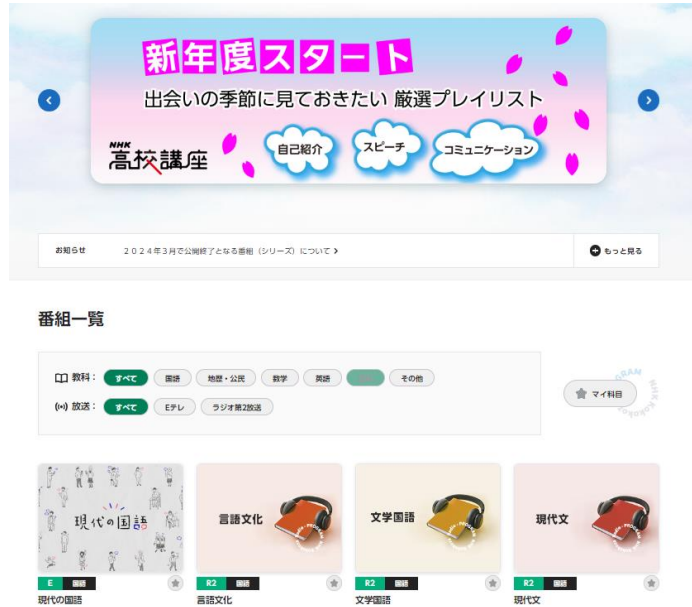 新年度スタート
出会いの季節に見ておきたい 厳選プレイリスト
NHK
高校講座
自己紹介
スピーチ
コミュニケーション
お知らせ
２０２４年３月で公開終了となる番組（シリーズ）について
もっと見る
番組一覧
教科：
すべて
国語
地歴・公民
数学
英語
その他
放送：
すべて
Eテレ
ラジオ第2放送
マイ科目
現代の国語
言語文化
文学国語
現代文
E 国語
R2 国語
R2 国語
R2 国語
現代の国語
言語文化
文学国語
現代文